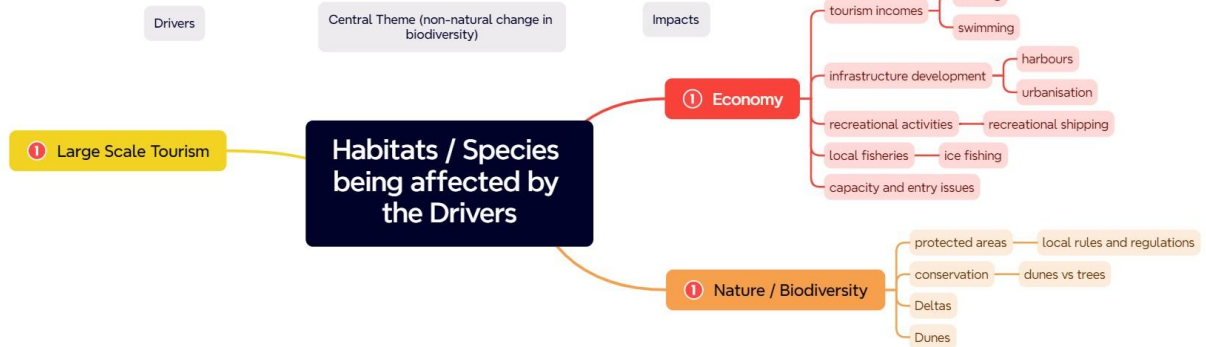 Drivers
Central Theme (non-natural change in
biodiversity)
Impacts
tourism incomes
swimming
infrastructure development
harbours
urbanisation
① Economy
recreational activities
recreational shipping
① Large Scale Tourism
Habitats / Species
being affected by
the Drivers
local fisheries
ice fishing
capacity and entry issues
protected areas
local rules and regulations
conservation
dunes vs trees
① Nature / Biodiversity
Deltas
Dunes